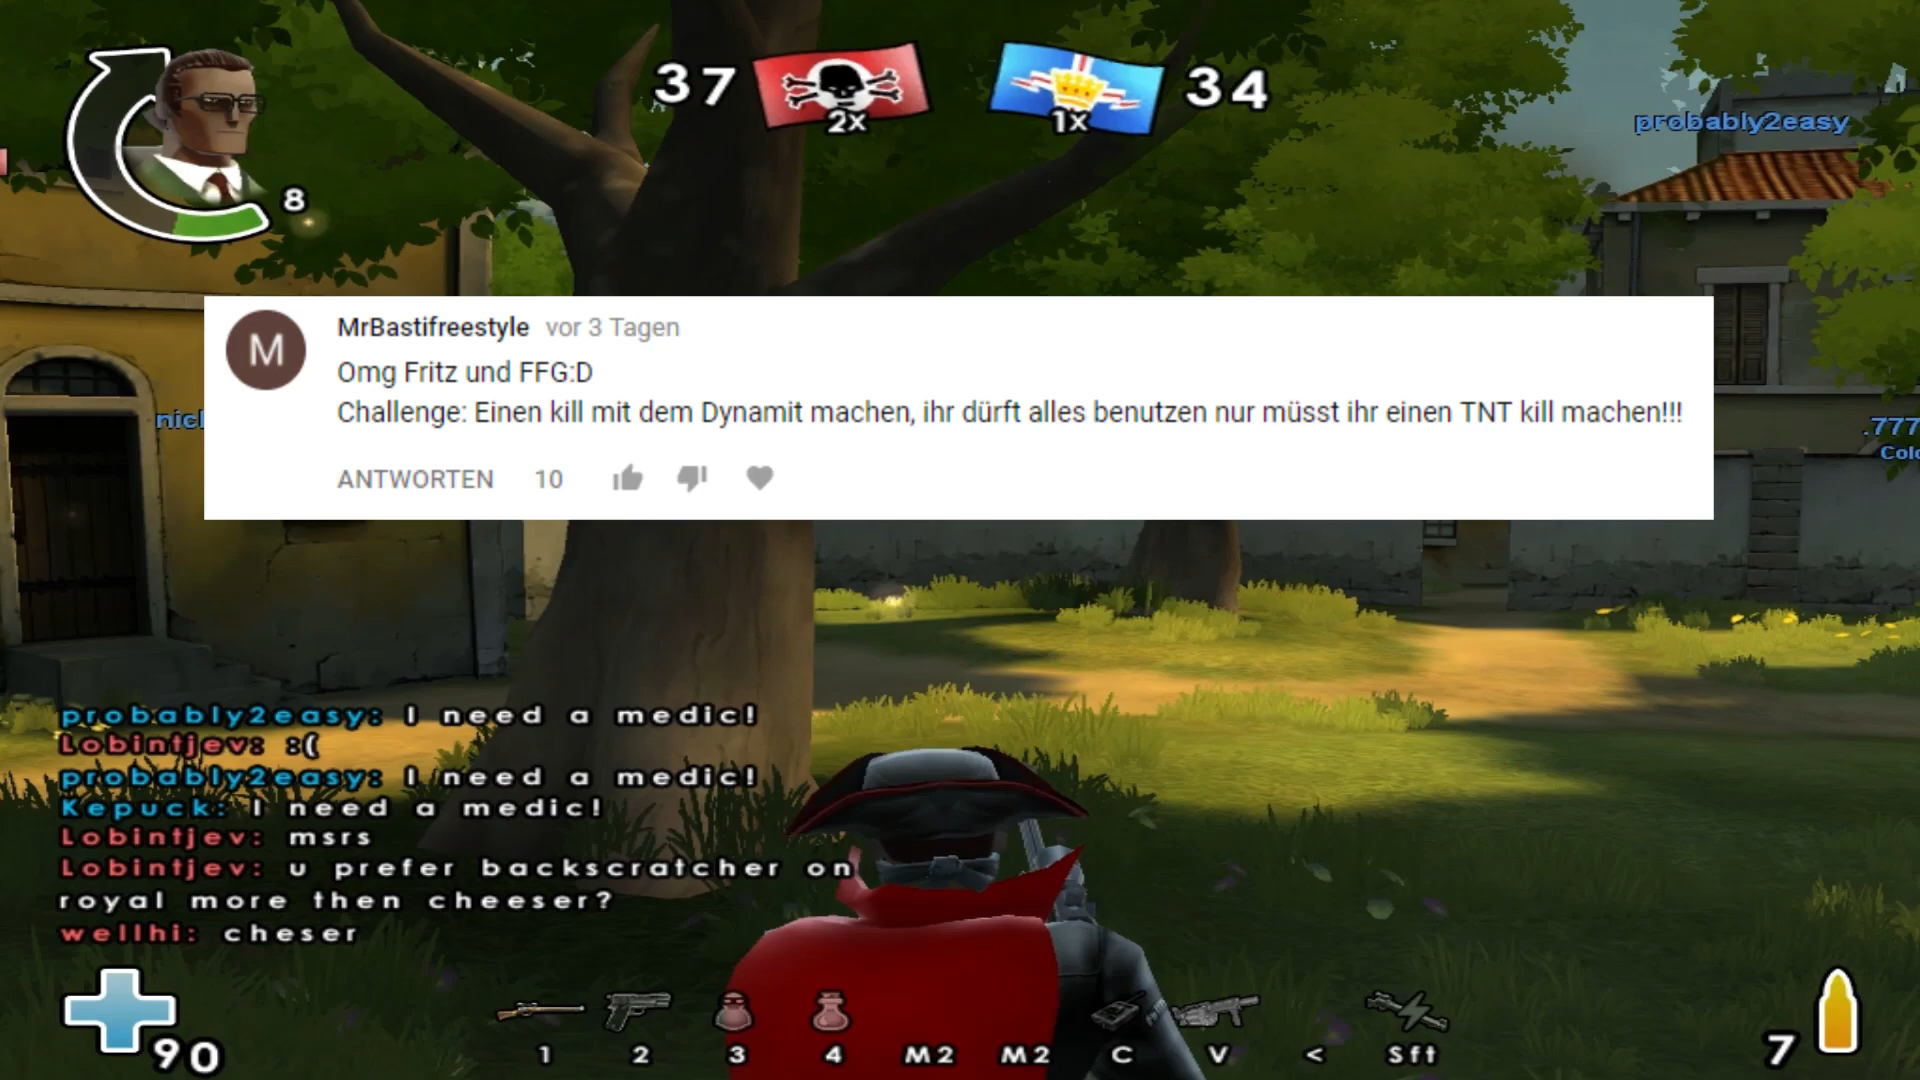 37
2x
1x
34
probably2easy
8
MrBastifreestyle vor 3 Tagen
Omg Fritz und FFG:D
Challenge: Einen kill mit dem Dynamit machen, ihr dürft alles benutzen nur müsst ihr einen TNT kill machen!!!
ANTWORTEN 10
M
nicl
.777
Colo
probably2easy: I need a medic!
Lobintjev: :(
probably2easy: I need a medic!
Kepuck: I need a medic!
Lobintjev: msrs
Lobintjev: u prefer backscratcher on
royal more then cheeser?
wellhi: cheser
90
1 2 3 4 M2 M2 C V < Sft
7